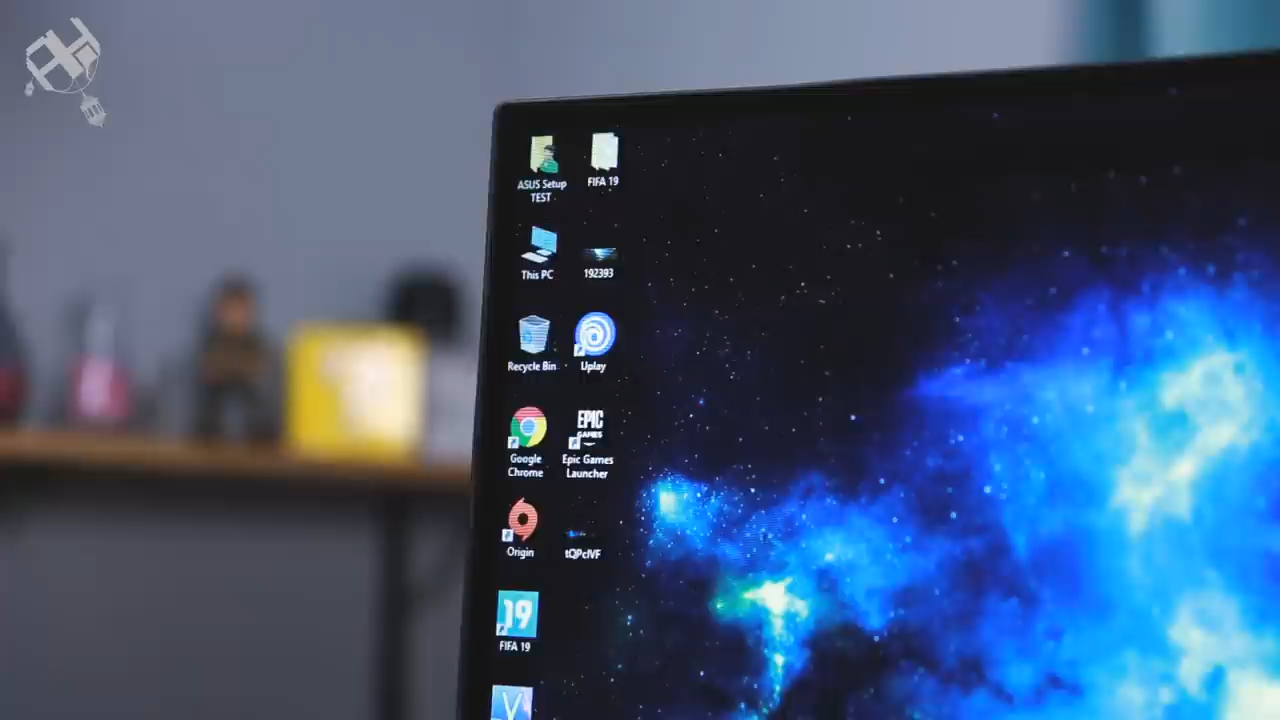 ASUS Setup
TEST
FIFA 19
This PC
192393
Recycle Bin
Uplay
Google
Chrome
EPIC
GAMES
Epic Games
Launcher
Origin
tQPcIVF
19
FIFA 19
V